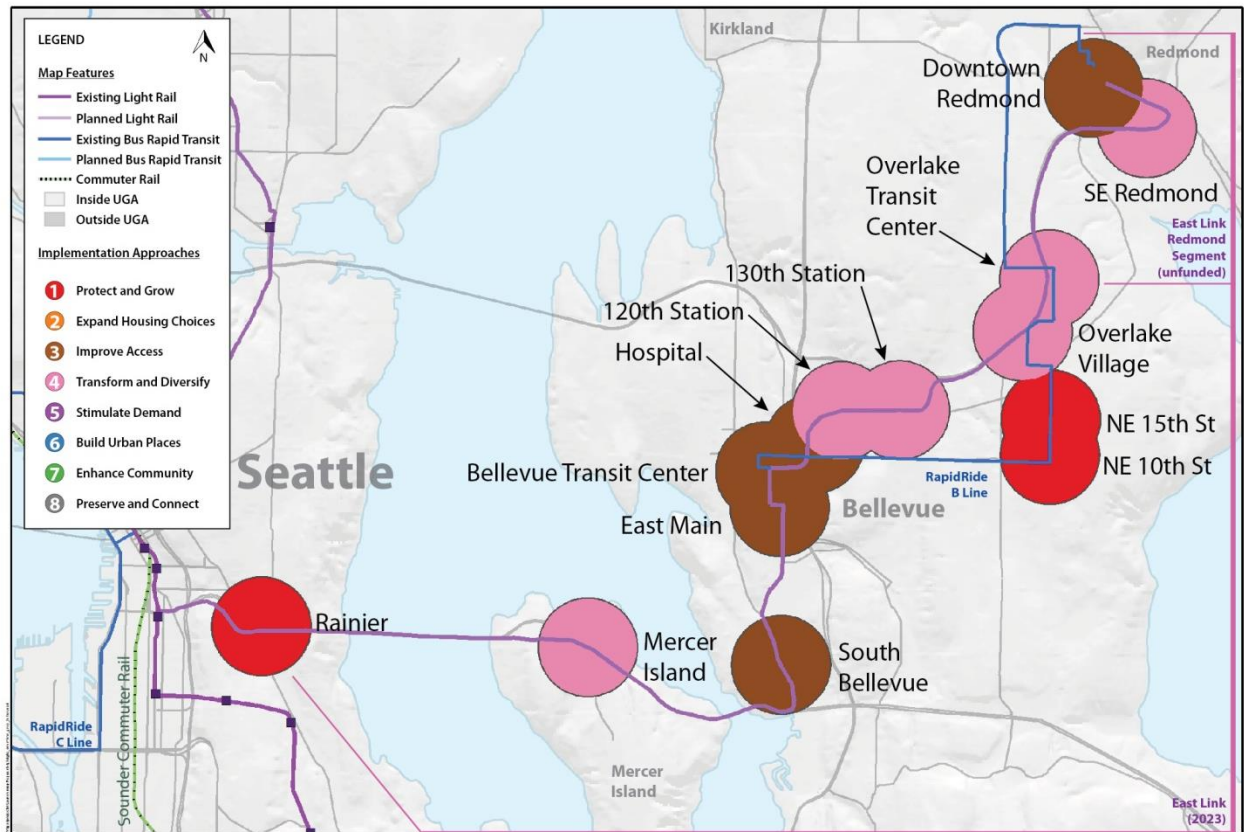 LEGEND
N
Map Features
Existing Light Rail
Planned Light Rail
Existing Bus Rapid Transit
Planned Bus Rapid Transit
Commuter Rail
Inside UGA
Outside UGA
Implementation Approaches
1 Protect and Grow
2 Expand Housing Choices
3 Improve Access
4 Transform and Diversify
5 Stimulate Demand
6 Build Urban Places
7 Enhance Community
8 Preserve and Connect
Kirkland
Redmond
Downtown
Redmond
SE Redmond
East Link
Redmond
Segment
(unfunded)
Overlake
Transit
Center
130th Station
120th Station
Hospital
Overlake
Village
NE 15th St
NE 10th St
RapidRide
B Line
Seattle
Bellevue Transit Center
Bellevue
East Main
Rainier
Mercer
Island
South
Bellevue
RapidRide
C Line
Sounder Commuter Rail
Mercer
Island
East Link
(2023)